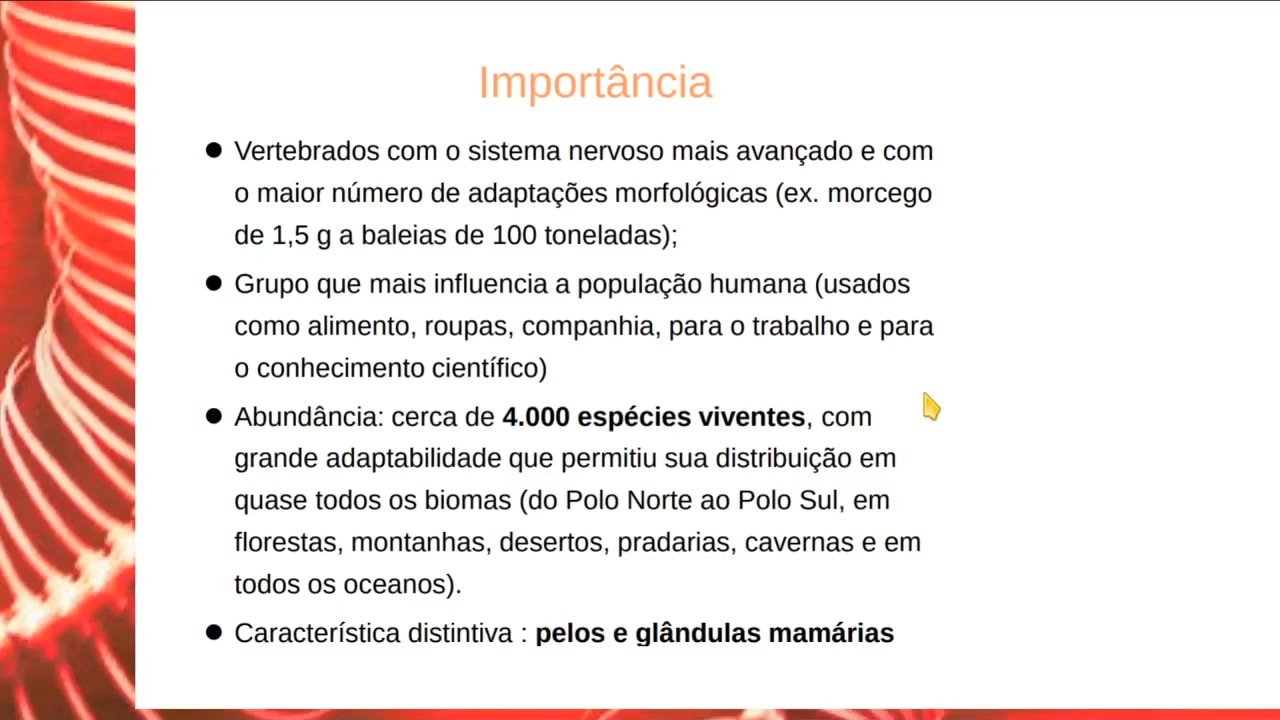 Importância
● Vertebrados com o sistema nervoso mais avançado e com
o maior número de adaptações morfológicas (ex. morcego
de 1,5 g a baleias de 100 toneladas);
● Grupo que mais influencia a população humana (usados
como alimento, roupas, companhia, para o trabalho e para
o conhecimento científico)
● Abundância: cerca de 4.000 espécies viventes, com
grande adaptabilidade que permitiu sua distribuição em
quase todos os biomas (do Polo Norte ao Polo Sul, em
florestas, montanhas, desertos, pradarias, cavernas e em
todos os oceanos).
● Característica distintiva : pelos e glândulas mamárias